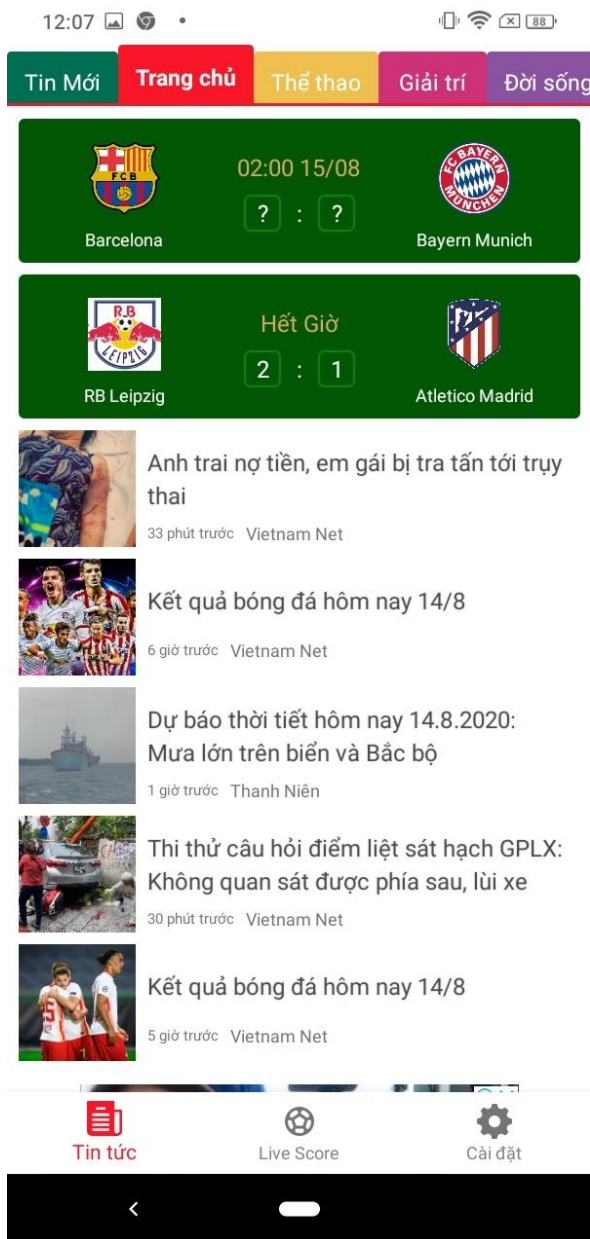 12:07
88
Tin Mới
Trang chủ
Thể thao
Giải trí
Đời sống
FCB
Barcelona
02:00 15/08
? : ?
FC BAYERN
MÜNCHEN
Bayern Munich
RB
LEIPZIG
RB Leipzig
Hết Giờ
2 : 1
Atletico Madrid
Anh trai nợ tiền, em gái bị tra tấn tới trụy
thai
33 phút trước Vietnam Net
Kết quả bóng đá hôm nay 14/8
6 giờ trước Vietnam Net
Dự báo thời tiết hôm nay 14.8.2020:
Mưa lớn trên biển và Bắc bộ
1 giờ trước Thanh Niên
Thi thử câu hỏi điểm liệt sát hạch GPLX:
Không quan sát được phía sau, lùi xe
30 phút trước Vietnam Net
Kết quả bóng đá hôm nay 14/8
5 giờ trước Vietnam Net
Tin tức
Live Score
Cài đặt